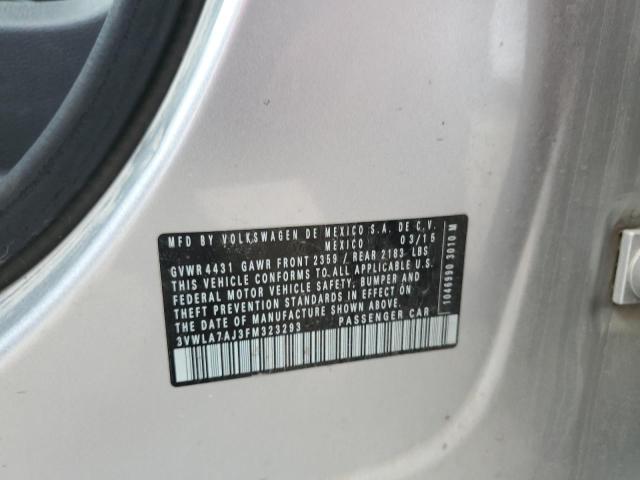 MFD BY VOLKSWAGEN DE MEXICO S.A. DE C.V.
MEXICO 03/15
GVWR 4431 GAWR FRONT 2359 / REAR 2183 LBS
THIS VEHICLE CONFORMS TO ALL APPLICABLE U.S.
FEDERAL MOTOR VEHICLE SAFETY, BUMPER AND
THEFT PREVENTION STANDARDS IN EFFECT ON
THE DATE OF MANUFACTURE SHOWN ABOVE.
3VWLA7AJ3FM323293 PASSENGER CAR
1046990 3010 M